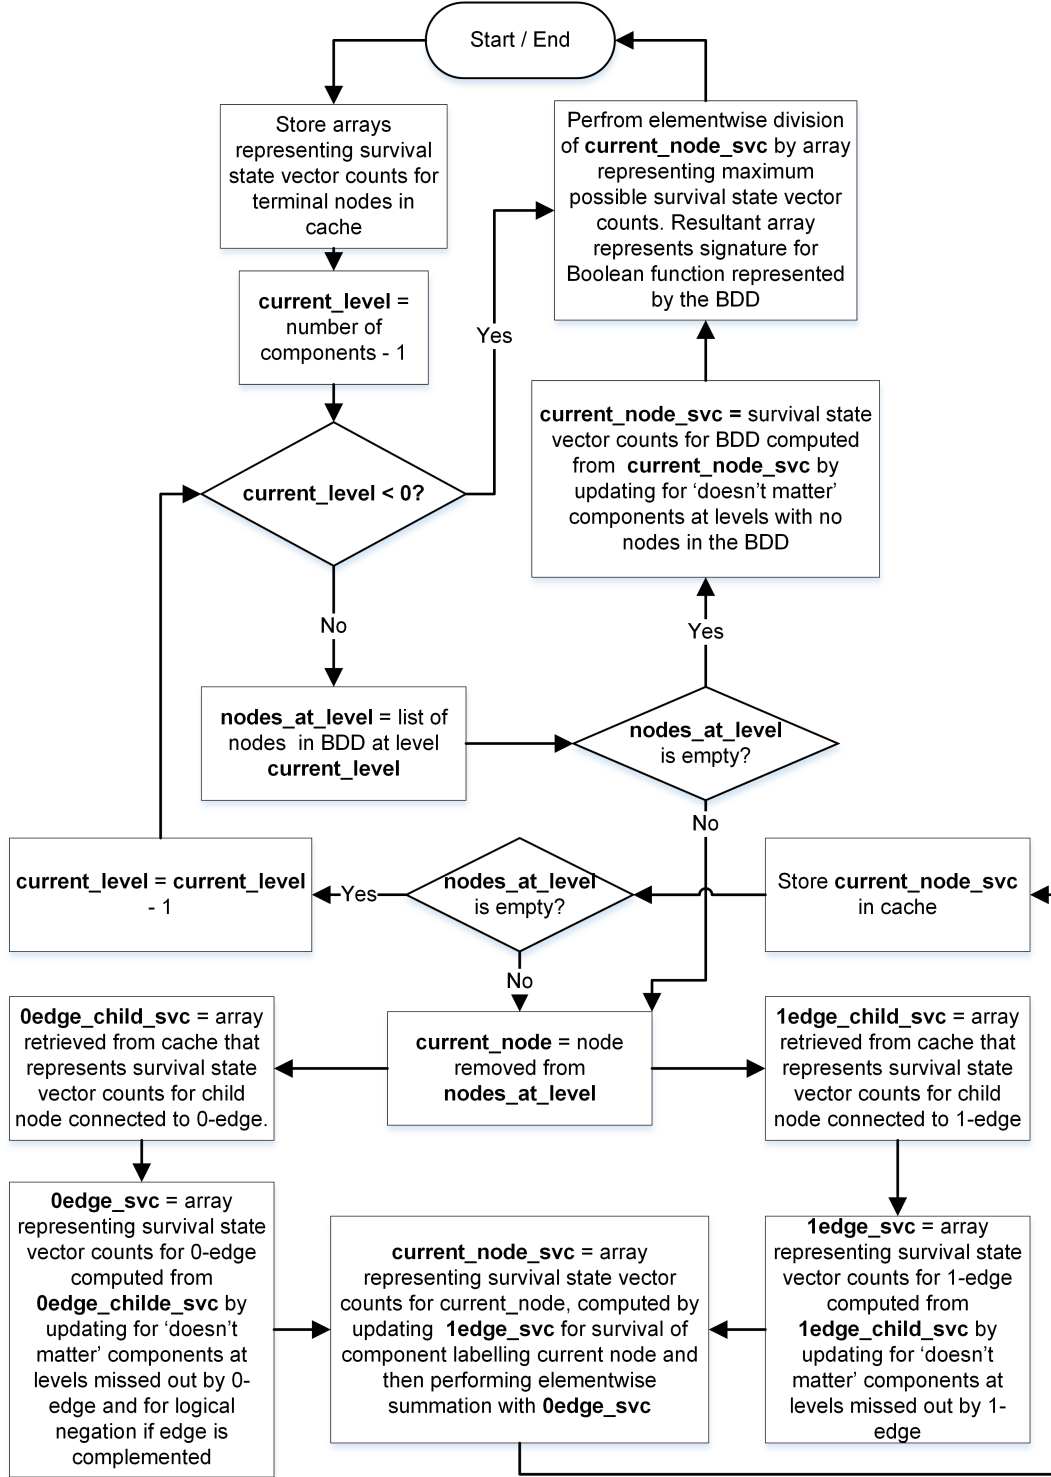 Start / End
Store arrays
representing survival
state vector counts for
terminal nodes in
cache
Perfrom elementwise division
of current_node_svc by array
representing maximum
possible survival state vector
counts. Resultant array
represents signature for
Boolean function represented
by the BDD
current_level =
number of
components - 1
Yes
current_node_svc = survival state
vector counts for BDD computed
from current_node_svc by
updating for ‘doesn’t matter’
components at levels with no
nodes in the BDD
current_level < 0?
No
Yes
nodes_at_level = list of
nodes in BDD at level
current_level
nodes_at_level
is empty?
No
current_level = current_level
- 1
Yes
nodes_at_level
is empty?
Store current_node_svc
in cache
No
0edge_child_svc = array
retrieved from cache that
represents survival state
vector counts for child
node connected to 0-edge.
current_node = node
removed from
nodes_at_level
1edge_child_svc = array
retrieved from cache that
represents survival state
vector counts for child
node connected to 1-edge
0edge_svc = array
representing survival state
vector counts for 0-edge
computed from
0edge_childe_svc by
updating for ‘doesn’t
matter’ components at
levels missed out by 0-
edge and for logical
negation if edge is
complemented
current_node_svc = array
representing survival state vector
counts for current_node, computed by
updating 1edge_svc for survival of
component labelling current node and
then performing elementwise
summation with 0edge_svc
1edge_svc = array
representing survival state
vector counts for 1-edge
computed from
1edge_child_svc by
updating for ‘doesn’t
matter’ components at
levels missed out by 1-
edge